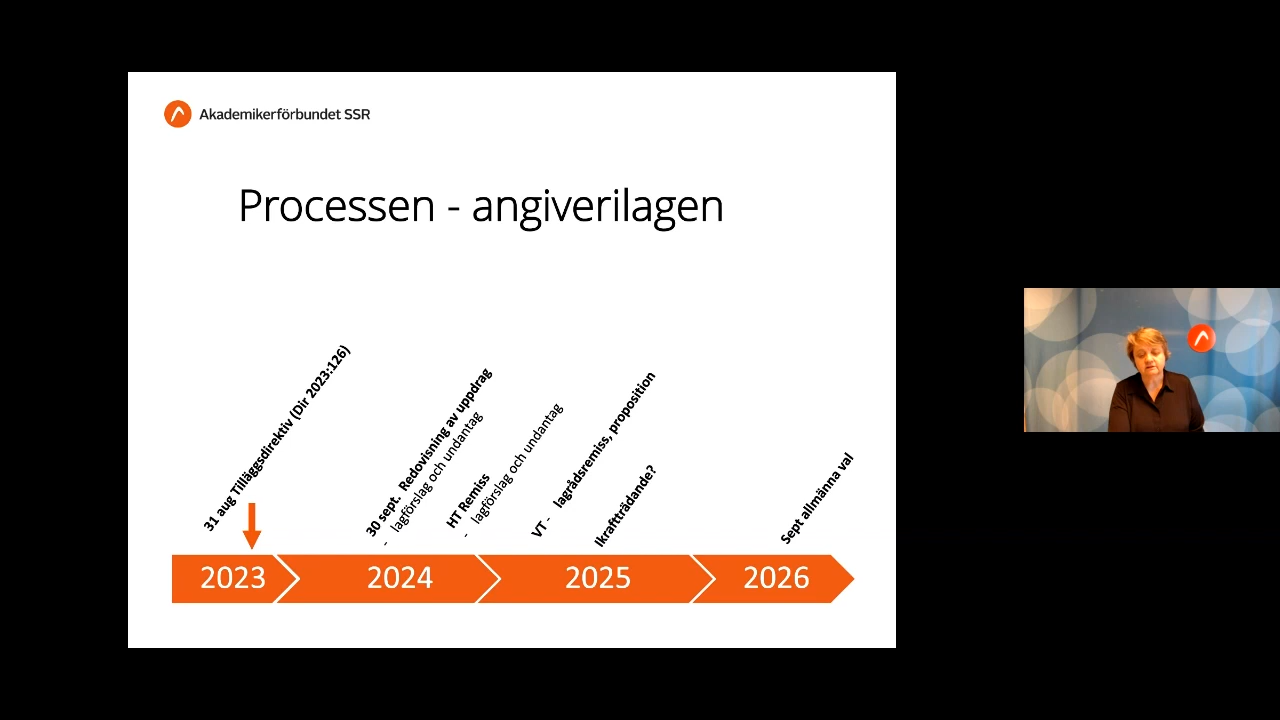 Akademikerförbundet SSR
Processen - angiverilagen
31 aug Tilläggsdirektiv (Dir 2023:126)
30 sept. Redovisning av uppdrag
- lagförslag och undantag
HT Remiss
- lagförslag och undantag
VT - lagrådsremiss, proposition
Ikraftträdande?
Sept allmänna val
2023
2024
2025
2026